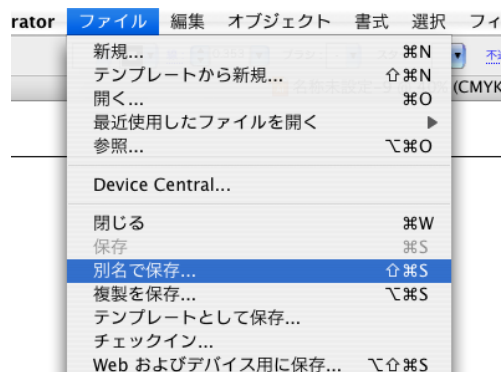 rator ファイル 編集 オブジェクト 書式 選択 フィ
新規... ⌘N
テンプレートから新規... ⇧⌘N
開く... ⌘O
最近使用したファイルを開く ▶
参照... ⌥⌘O
Device Central...
閉じる ⌘W
保存 ⌘S
別名で保存... ⇧⌘S
複製を保存... ⌥⌘S
テンプレートとして保存...
チェックイン...
Web およびデバイス用に保存... ⌥⇧⌘S
不透
(CMYK